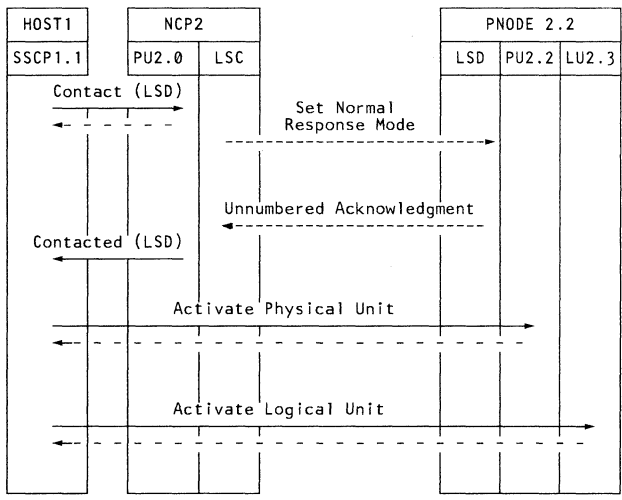 HOST1 NCP2 PNODE 2.2
SSCP1.1 PU2.0 LSC LSD PU2.2 LU2.3
Contact (LSD)
Set Normal
Response Mode
Unnumbered Acknowledgment
Contacted (LSD)
Activate Physical Unit
Activate Logical Unit